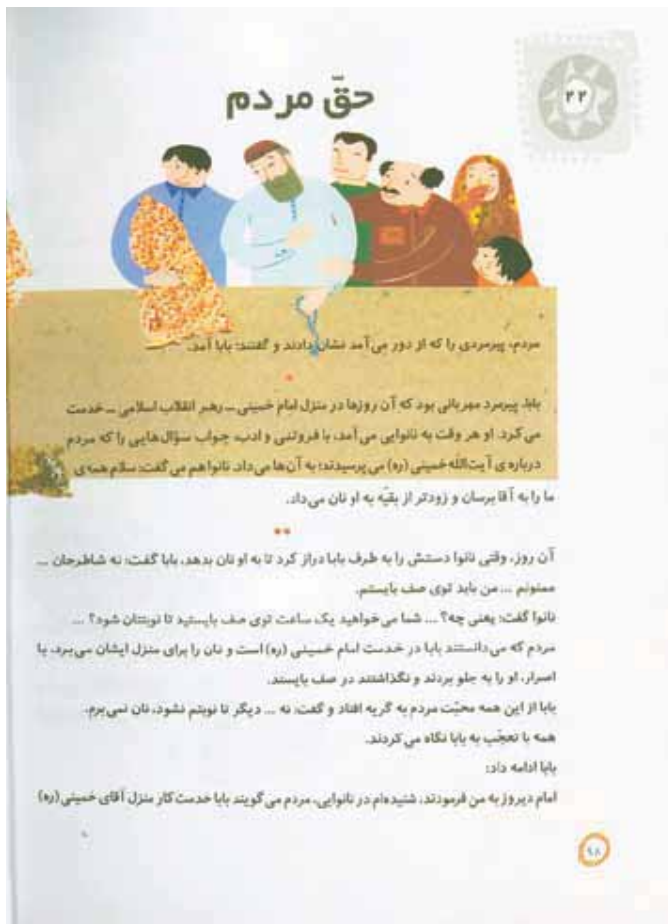 ۲۲
حقّ مردم
مردم، پیرمردی را که از دور می‌آمد نشان دادند و گفتند: بابا آمد.
بابا، پیرمرد مهربانی بود که آن روزها در منزل امام خمینی ــ رهبر انقلاب اسلامی ــ خدمت
می‌کرد. او هر وقت به نانوایی می‌آمد، با فروتنی و ادب، جواب سؤال‌هایی را که مردم
درباره‌ی آیت‌الله خمینی (ره) می‌پرسیدند؛ به آن‌ها می‌داد. نانوا هم می‌گفت: سلام همه‌ی
ما را به آقا برسان و زودتر از بقیّه به او نان می‌داد.
آن روز، وقتی نانوا دستش را به طرف بابا دراز کرد تا به او نان بدهد، بابا گفت: نه شاطرجان ...
ممنونم ... من باید توی صف بایستم.
نانوا گفت: یعنی چه؟ ... شما می‌خواهید یک ساعت توی صف بایستید تا نوبتتان شود؟ ...
مردم که می‌دانستند بابا در خدمت امام خمینی (ره) است و نان را برای منزل ایشان می‌برد، با
اصرار، او را به جلو بردند و نگذاشتند در صف بایستد.
بابا از این همه محبّت مردم به گریه افتاد و گفت: نه ... دیگر تا نوبتم نشود، نان نمی‌برم.
همه با تعجّب به بابا نگاه می‌کردند.
بابا ادامه داد:
امام دیروز به من فرمودند، شنیده‌ام در نانوایی، مردم می‌گویند بابا خدمت‌کار منزل آقای خمینی (ره)
۹۸